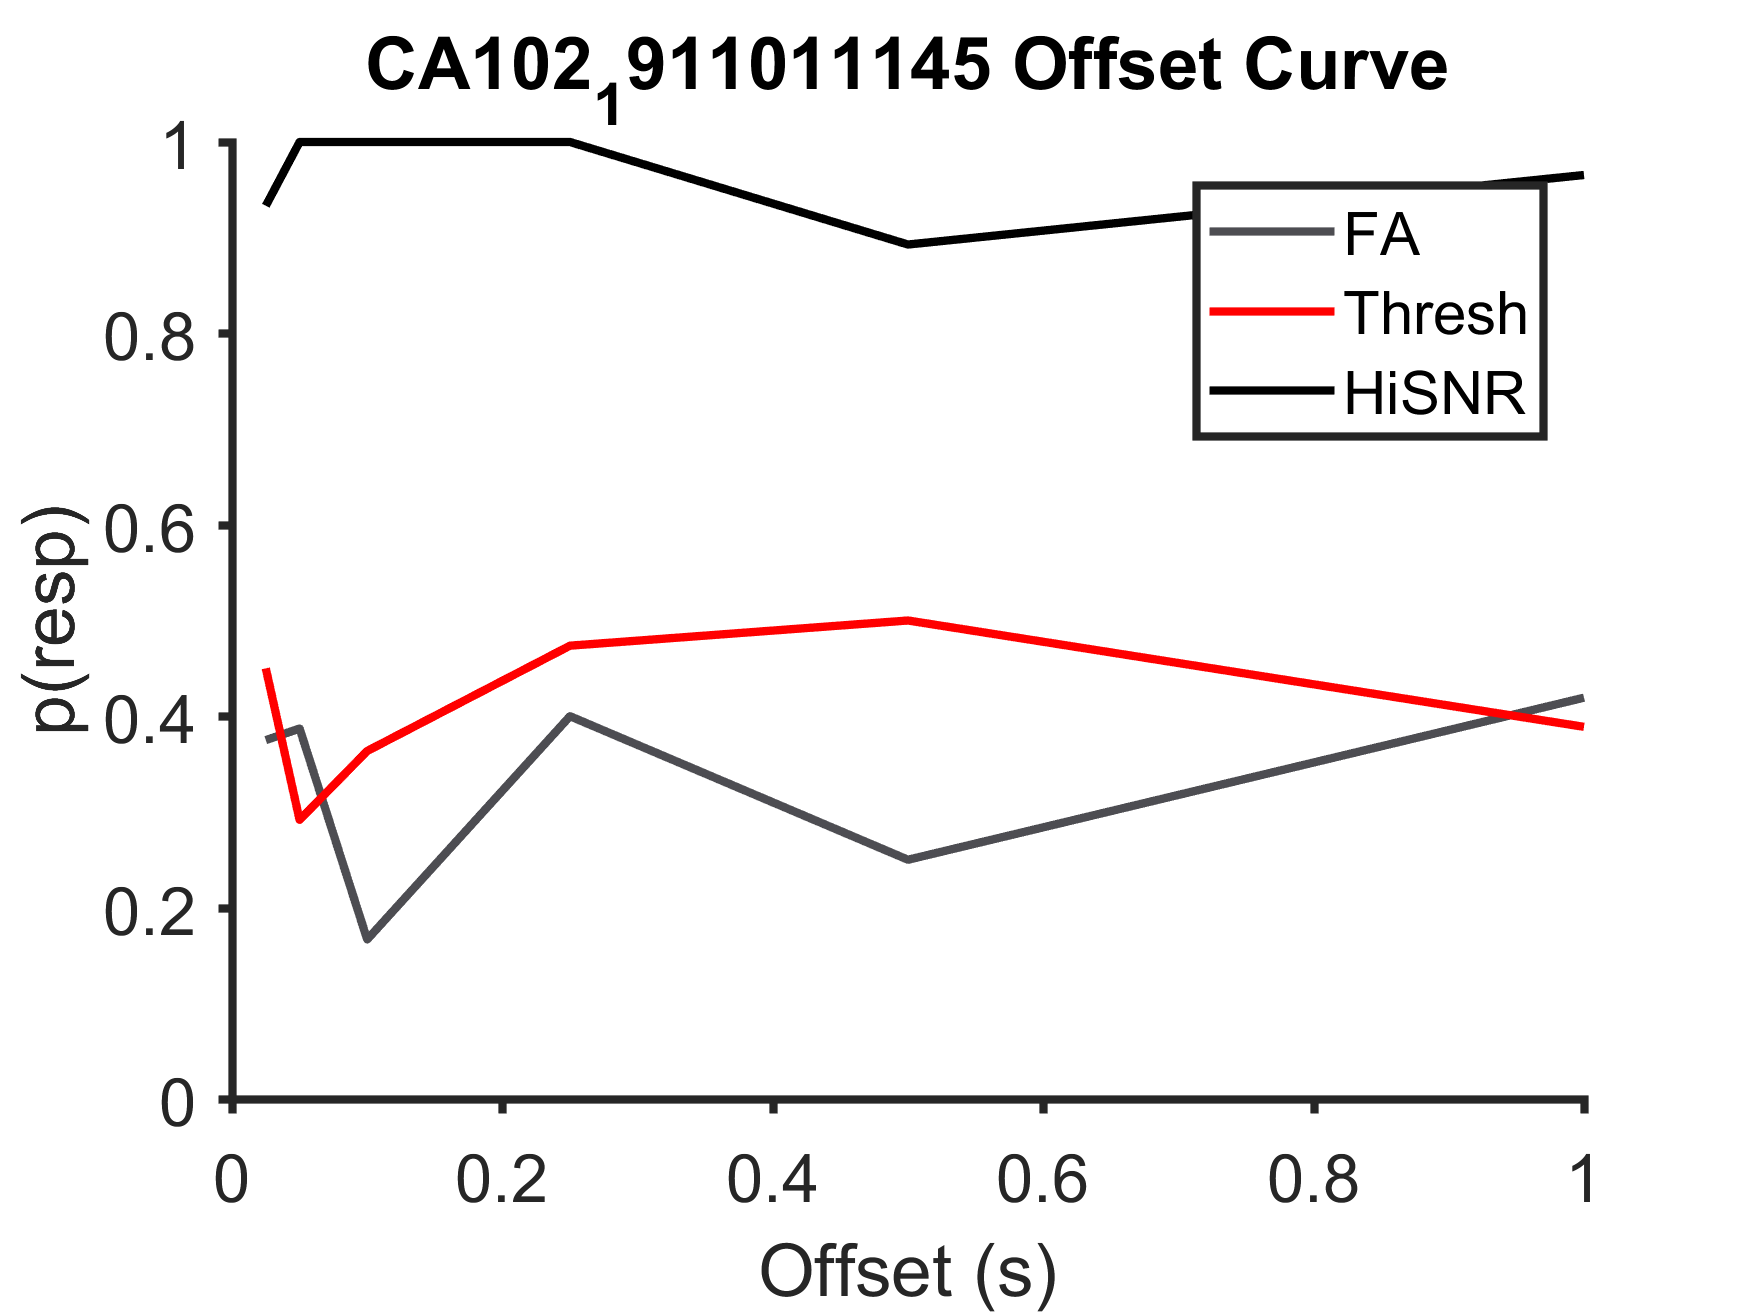 CA102₁911011145 Offset Curve
1
0.8
0.6
0.4
0.2
0
p(resp)
FA
Thresh
HiSNR
0 0.2 0.4 0.6 0.8 1
Offset (s)